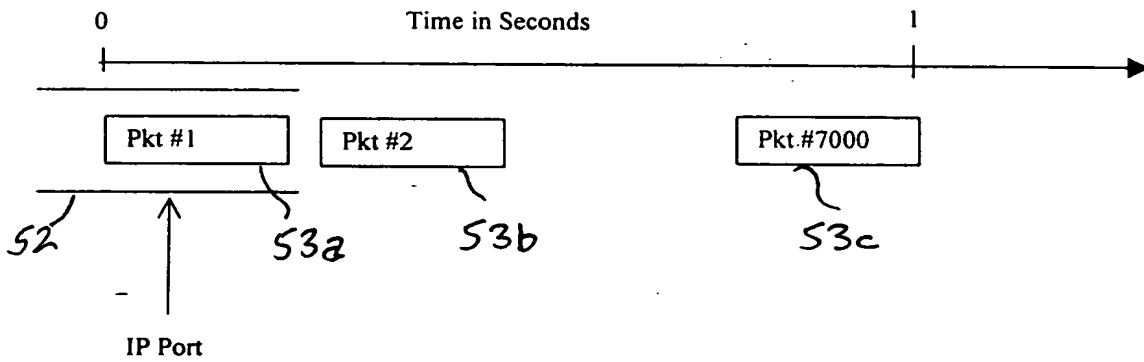 0 Time in Seconds 1
Pkt #1 Pkt #2 Pkt #7000
52 53a 53b 53c
IP Port